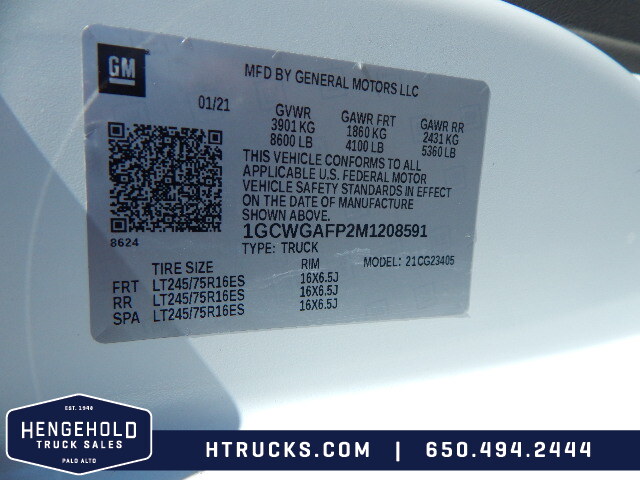 GM
MFD BY GENERAL MOTORS LLC
01/21
GVWR GAWR FRT GAWR RR
3901 KG 1860 KG 2431 KG
8600 LB 4100 LB 5360 LB
THIS VEHICLE CONFORMS TO ALL
APPLICABLE U.S. FEDERAL MOTOR
VEHICLE SAFETY STANDARDS IN EFFECT
ON THE DATE OF MANUFACTURE
SHOWN ABOVE.
8624
1GCWGAFP2M1208591
TYPE: TRUCK
TIRE SIZE RIM MODEL: 21CG23405
FRT LT245/75R16ES 16X6.5J
RR LT245/75R16ES 16X6.5J
SPA LT245/75R16ES 16X6.5J
EST. 1940
HENGEHOLD
TRUCK SALES
PALO ALTO
HTRUCKS.COM | 650.494.2444